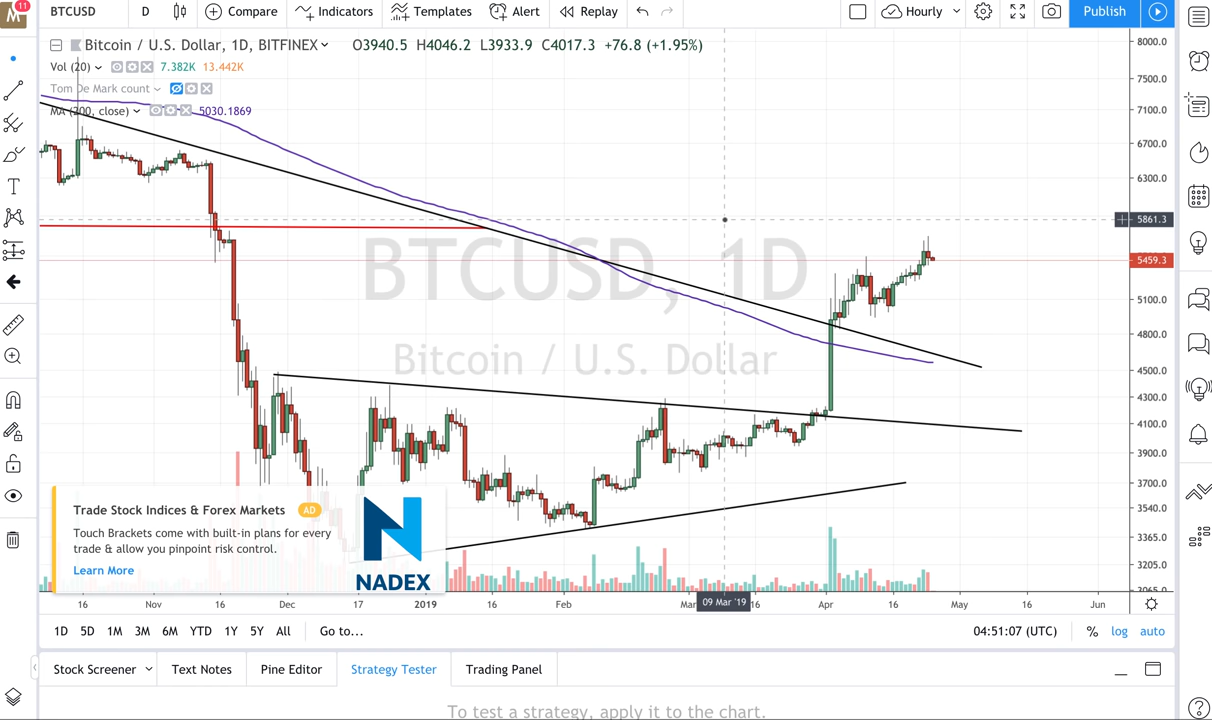 M 11
BTCUSD D Compare Indicators Templates Alert Replay Hourly Publish
Bitcoin / U.S. Dollar, 1D, BITFINEX O3940.5 H4046.2 L3933.9 C4017.3 +76.8 (+1.95%)
Vol (20) 7.382K 13.442K
Tom De Mark count
MA (200, close) 5030.1869
8000.0
7500.0
7100.0
6700.0
6300.0
5861.3
5459.3
5100.0
4800.0
4500.0
4300.0
4100.0
3900.0
3700.0
3540.0
3365.0
3205.0
3065.0
BTCUSD, 1D
Bitcoin / U.S. Dollar
Trade Stock Indices & Forex Markets AD
Touch Brackets come with built-in plans for every
trade & allow you pinpoint risk control.
Learn More
NADEX
16 Nov 16 Dec 17 2019 16 Feb Mar 09 Mar '19 16 Apr 16 May 16 Jun
1D 5D 1M 3M 6M YTD 1Y 5Y All Go to... 04:51:07 (UTC) % log auto
Stock Screener Text Notes Pine Editor Strategy Tester Trading Panel
To test a strategy, apply it to the chart.